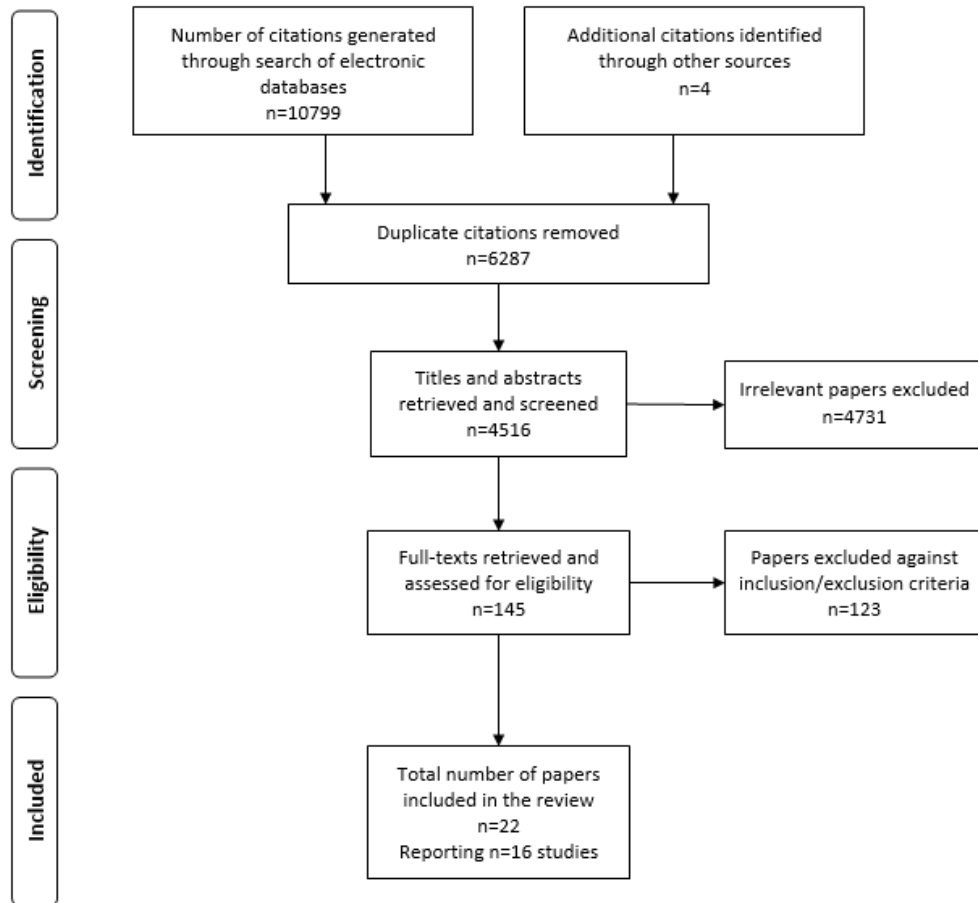 Identification
Number of citations generated
through search of electronic
databases
n=10799
Additional citations identified
through other sources
n=4
Duplicate citations removed
n=6287
Screening
Titles and abstracts
retrieved and screened
n=4516
Irrelevant papers excluded
n=4731
Eligibility
Full-texts retrieved and
assessed for eligibility
n=145
Papers excluded against
inclusion/exclusion criteria
n=123
Included
Total number of papers
included in the review
n=22
Reporting n=16 studies